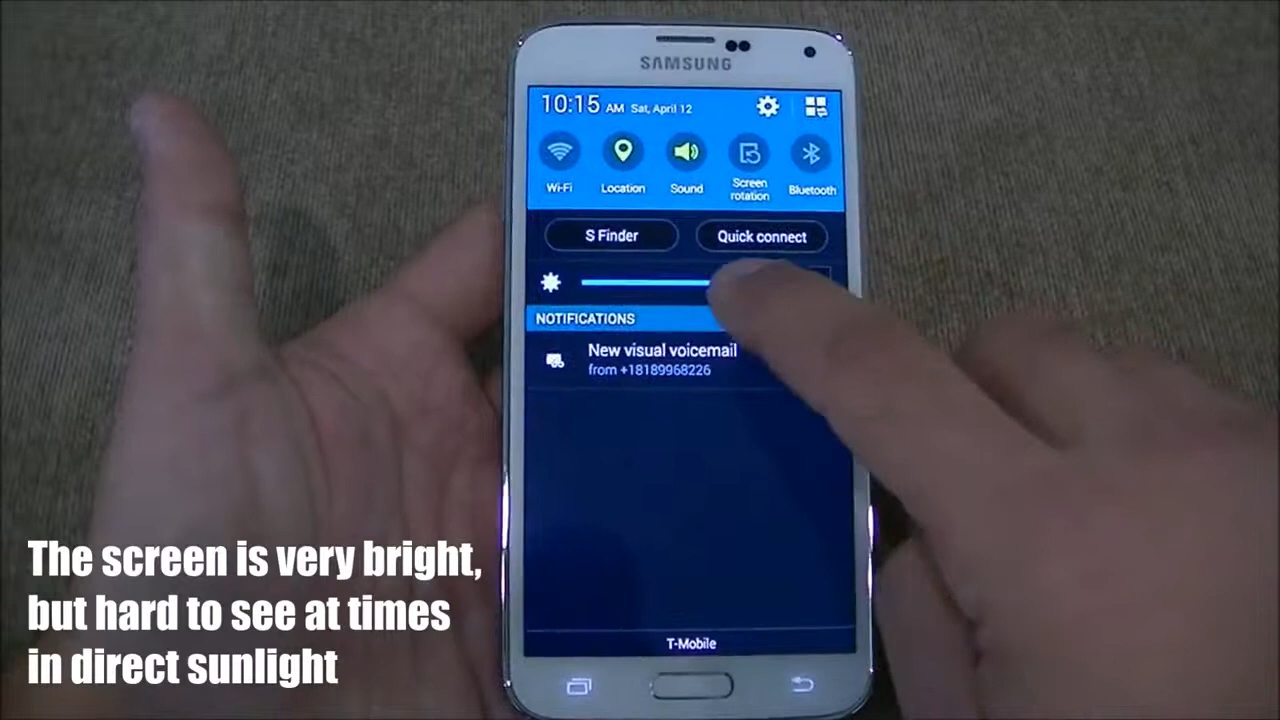 SAMSUNG
10:15 AM Sat, April 12
Wi-Fi Location Sound Screen rotation Bluetooth
S Finder Quick connect
NOTIFICATIONS
New visual voicemail
from +18189968226
T-Mobile
The screen is very bright,
but hard to see at times
in direct sunlight